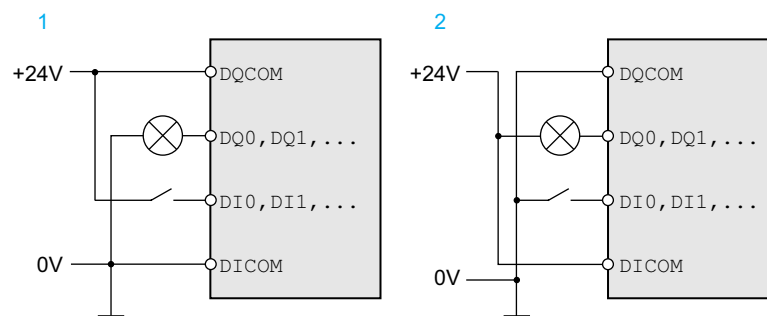 1
+24V
DQCOM
DQ0,DQ1,...
DI0,DI1,...
0V
DICOM
2
+24V
DQCOM
DQ0,DQ1,...
DI0,DI1,...
DICOM
0V